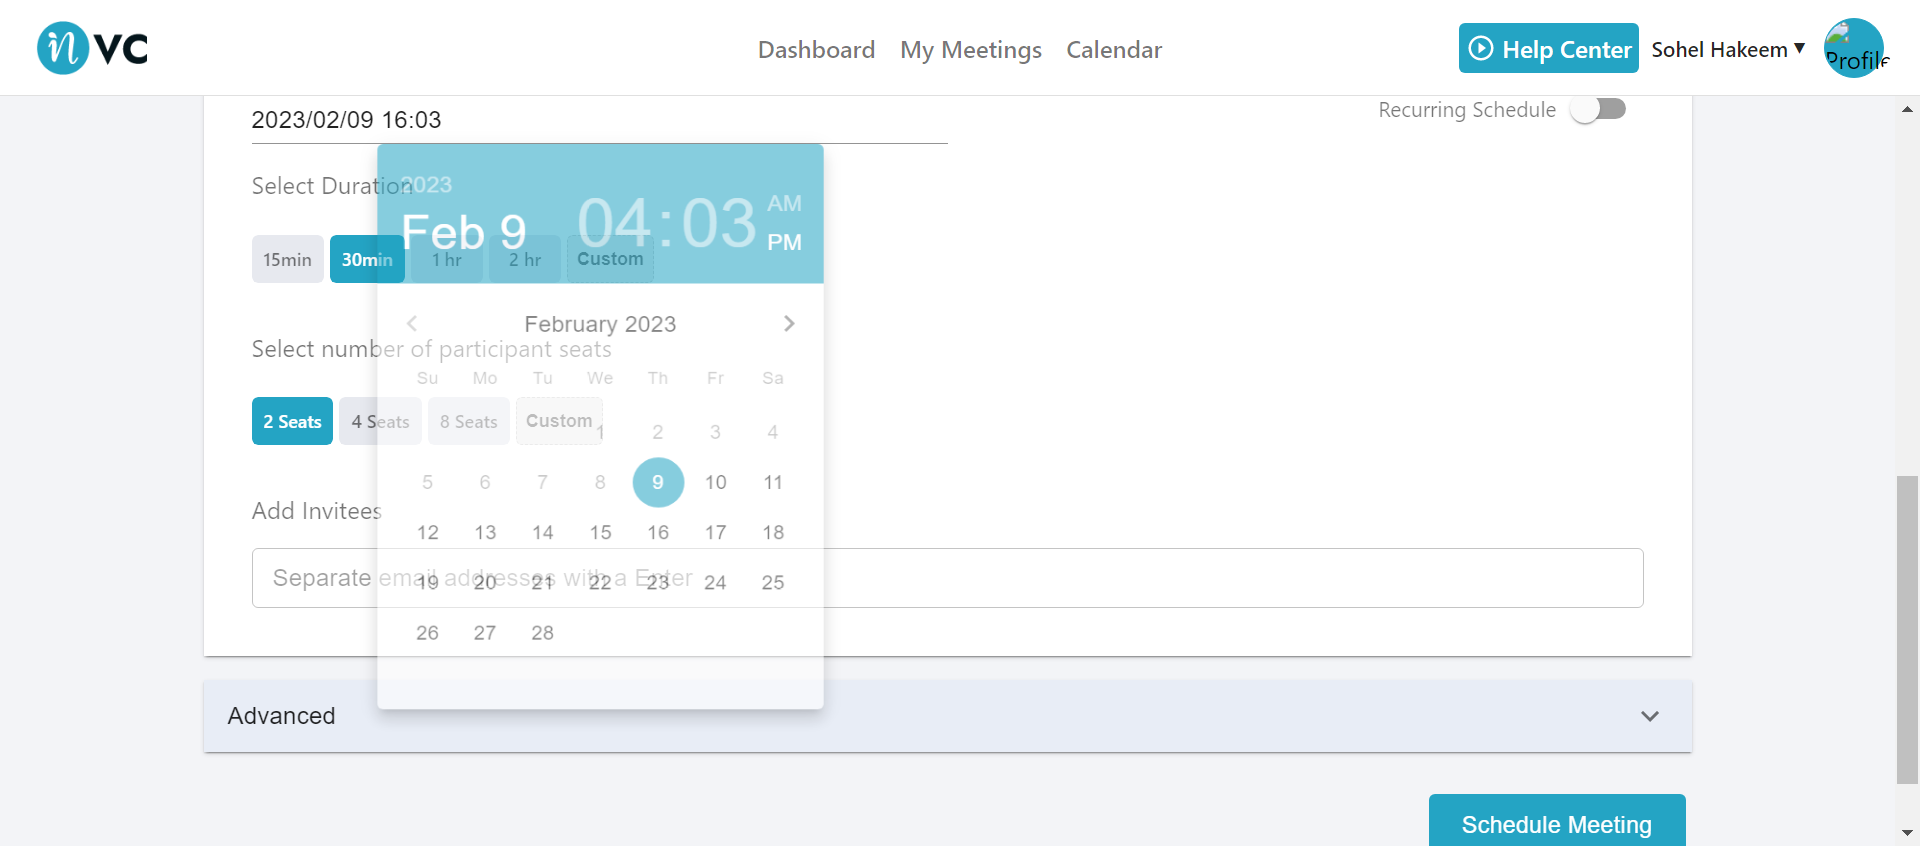 n VC
Dashboard My Meetings Calendar
Help Center Sohel Hakeem ▼ Profile
2023/02/09 16:03
Recurring Schedule
Select Duration
2023
Feb 9 04:03 AM
PM
15min 30min 1 hr 2 hr Custom
February 2023
Select number of participant seats
Su Mo Tu We Th Fr Sa
2 Seats 4 Seats 8 Seats Custom
1 2 3 4
5 6 7 8 9 10 11
Add Invitees
12 13 14 15 16 17 18
Separate email addresses with a Enter
19 20 21 22 23 24 25
26 27 28
Advanced
Schedule Meeting